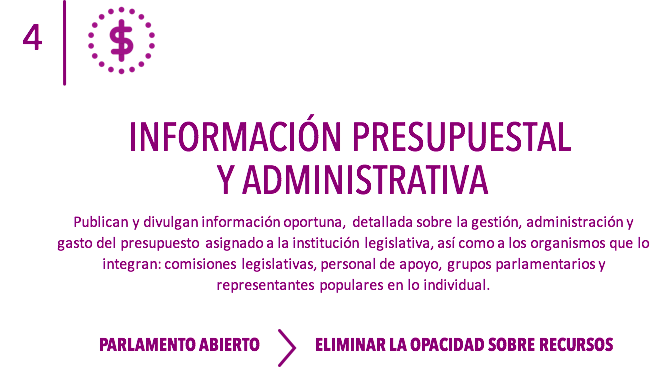 4
$
INFORMACIÓN PRESUPUESTAL
Y ADMINISTRATIVA
Publican y divulgan información oportuna, detallada sobre la gestión, administración y
gasto del presupuesto asignado a la institución legislativa, así como a los organismos que lo
integran: comisiones legislativas, personal de apoyo, grupos parlamentarios y
representantes populares en lo individual.
PARLAMENTO ABIERTO
ELIMINAR LA OPACIDAD SOBRE RECURSOS